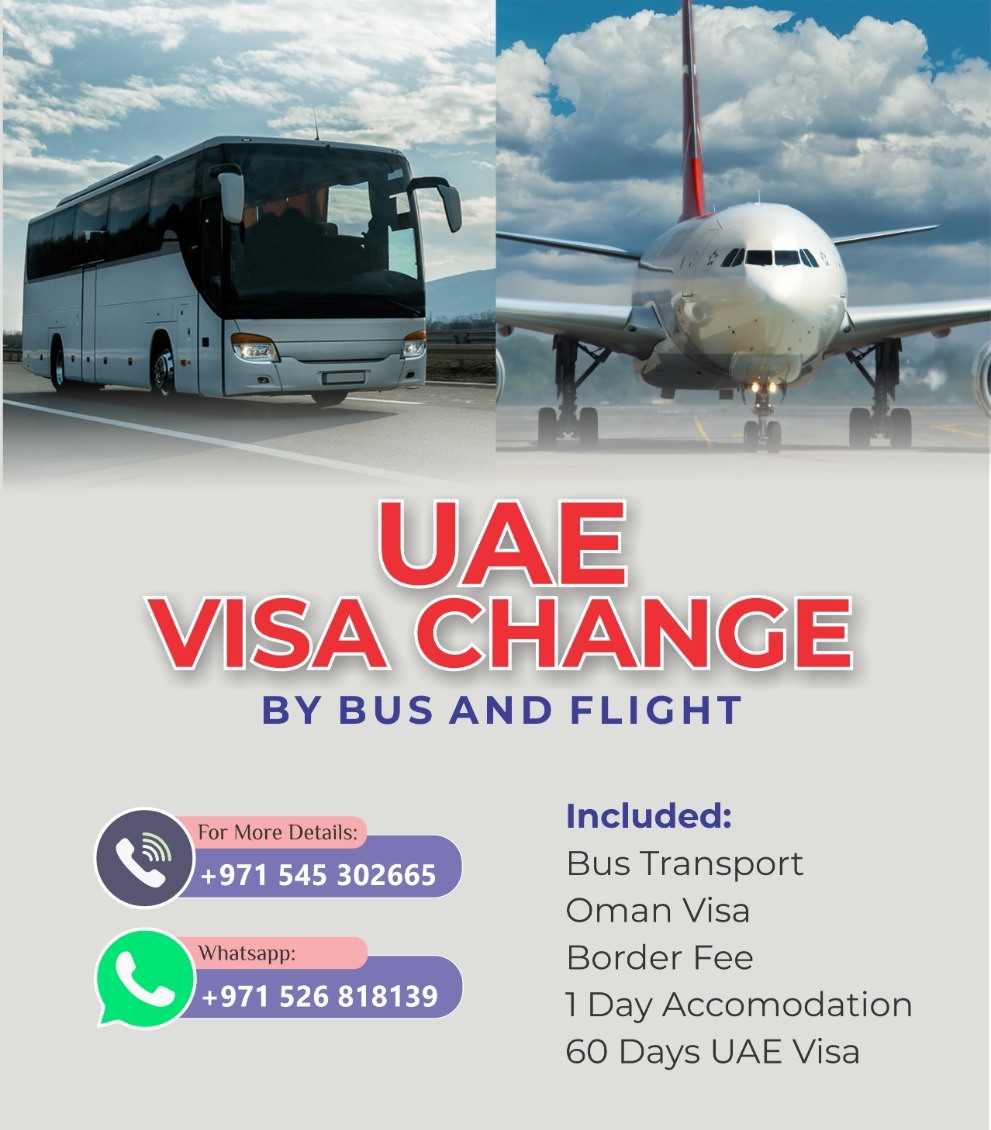 UAE
VISA CHANGE
BY BUS AND FLIGHT
For More Details:
+971 545 302665
Whatsapp:
+971 526 818139
Included:
Bus Transport
Oman Visa
Border Fee
1 Day Accomodation
60 Days UAE Visa